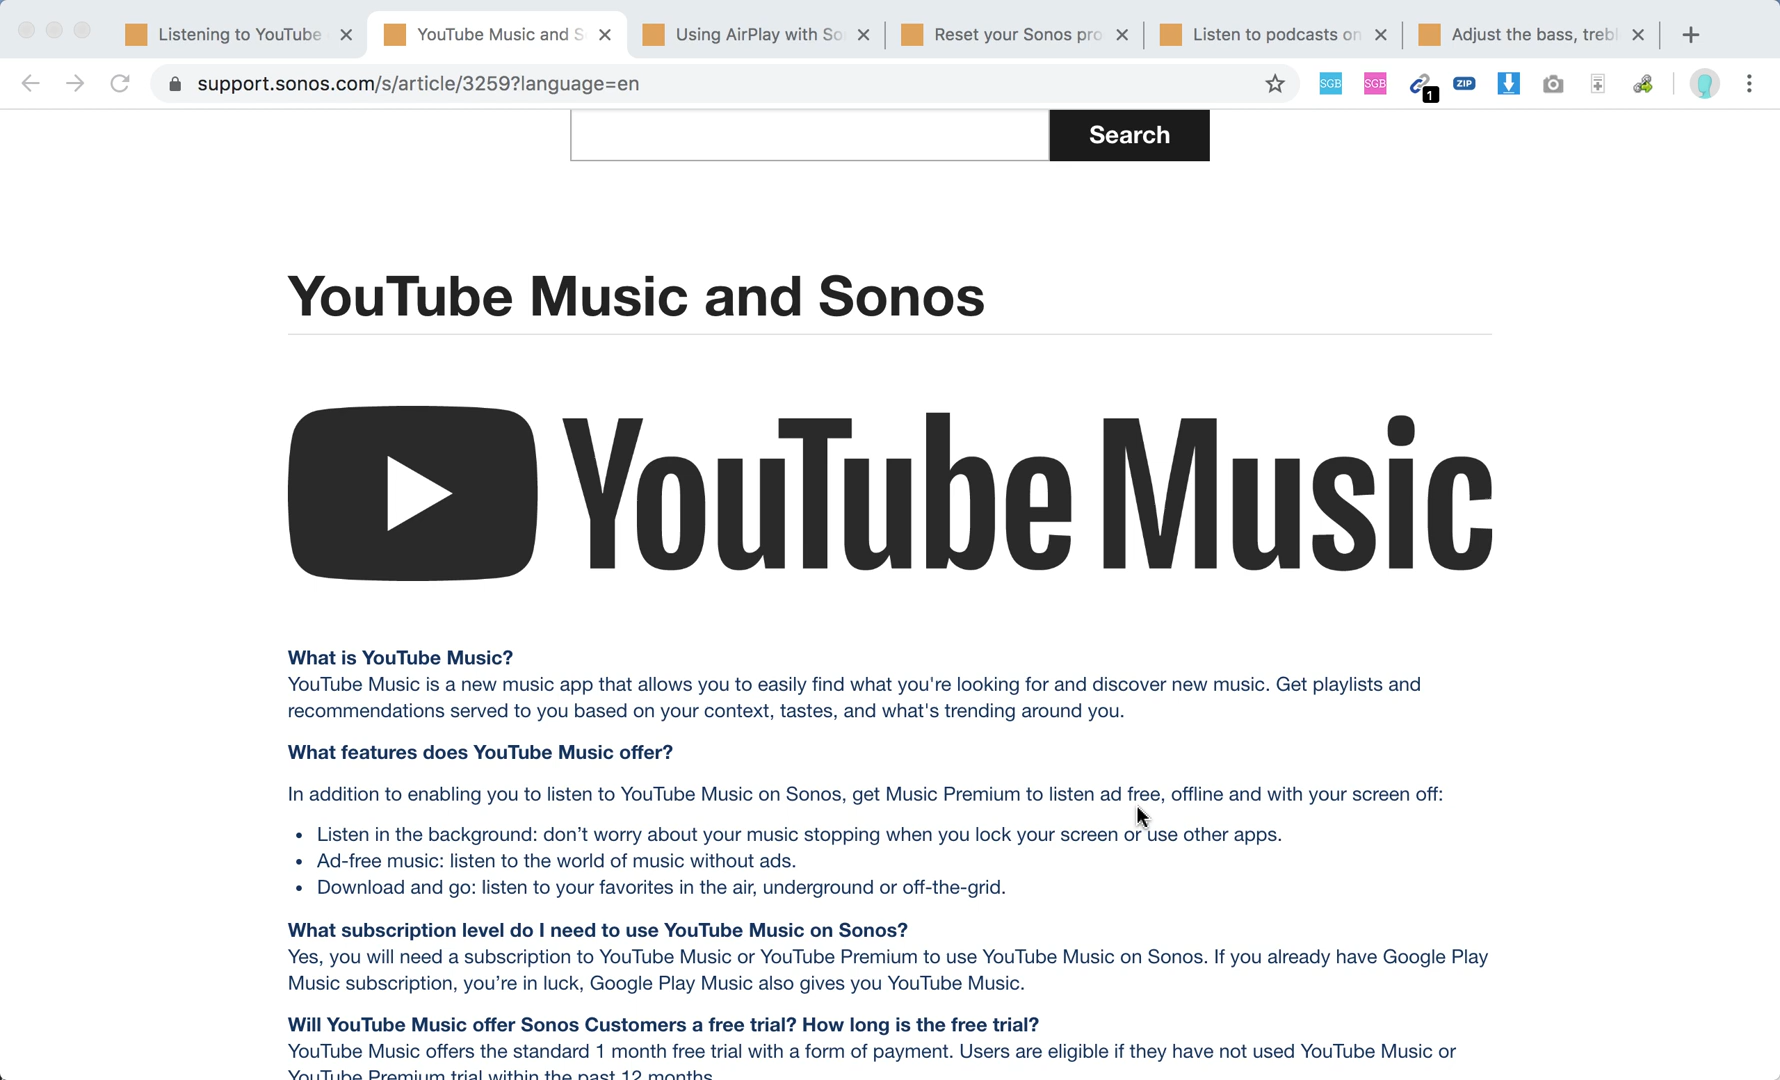 Listening to YouTube
YouTube Music and S
Using AirPlay with So
Reset your Sonos pro
Listen to podcasts on
Adjust the bass, trebl
support.sonos.com/s/article/3259?language=en
SGB
SGB
1
ZIP
Search
YouTube Music and Sonos
YouTube Music
What is YouTube Music?
YouTube Music is a new music app that allows you to easily find what you're looking for and discover new music. Get playlists and
recommendations served to you based on your context, tastes, and what's trending around you.
What features does YouTube Music offer?
In addition to enabling you to listen to YouTube Music on Sonos, get Music Premium to listen ad free, offline and with your screen off:
• Listen in the background: don’t worry about your music stopping when you lock your screen or use other apps.
• Ad-free music: listen to the world of music without ads.
• Download and go: listen to your favorites in the air, underground or off-the-grid.
What subscription level do I need to use YouTube Music on Sonos?
Yes, you will need a subscription to YouTube Music or YouTube Premium to use YouTube Music on Sonos. If you already have Google Play
Music subscription, you’re in luck, Google Play Music also gives you YouTube Music.
Will YouTube Music offer Sonos Customers a free trial? How long is the free trial?
YouTube Music offers the standard 1 month free trial with a form of payment. Users are eligible if they have not used YouTube Music or
YouTube Premium trial within the past 12 months.